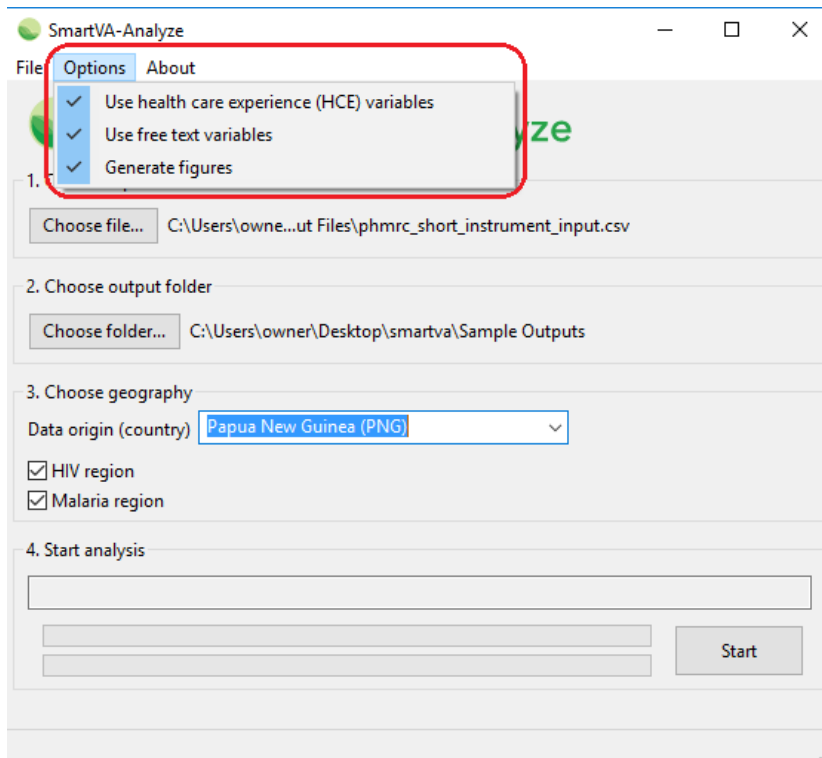 SmartVA-Analyze
File Options About
Use health care experience (HCE) variables
Use free text variables
Generate figures
1.
Choose file... C:\Users\owne...ut Files\phmrc_short_instrument_input.csv
2. Choose output folder
Choose folder... C:\Users\owner\Desktop\smartva\Sample Outputs
3. Choose geography
Data origin (country) Papua New Guinea (PNG)
HIV region
Malaria region
4. Start analysis
Start